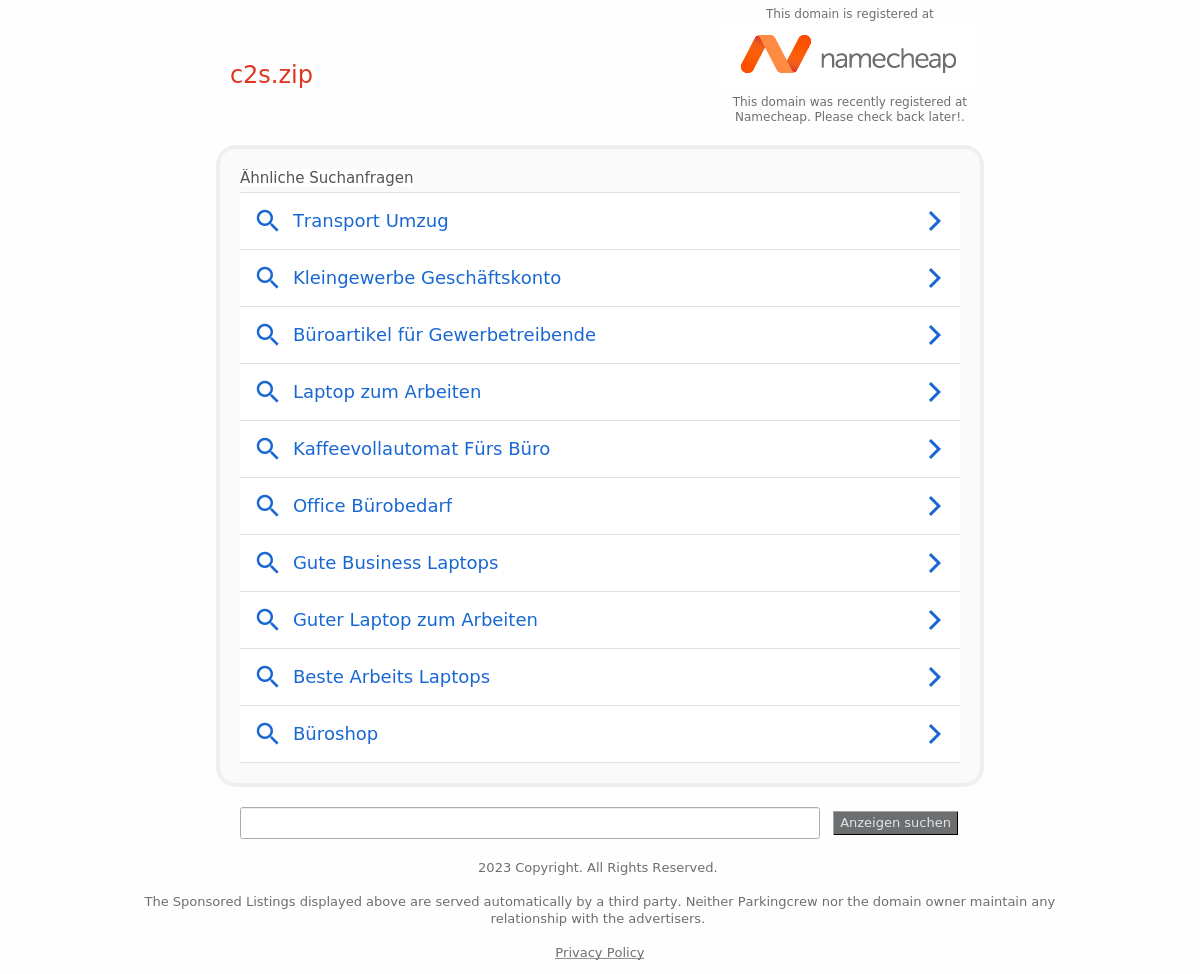 This domain is registered at
namecheap
c2s.zip
This domain was recently registered at
Namecheap. Please check back later!.
Ähnliche Suchanfragen
Transport Umzug
Kleingewerbe Geschäftskonto
Büroartikel für Gewerbetreibende
Laptop zum Arbeiten
Kaffeevollautomat Fürs Büro
Office Bürobedarf
Gute Business Laptops
Guter Laptop zum Arbeiten
Beste Arbeits Laptops
Büroshop
Anzeigen suchen
2023 Copyright. All Rights Reserved.
The Sponsored Listings displayed above are served automatically by a third party. Neither Parkingcrew nor the domain owner maintain any
relationship with the advertisers.
Privacy Policy